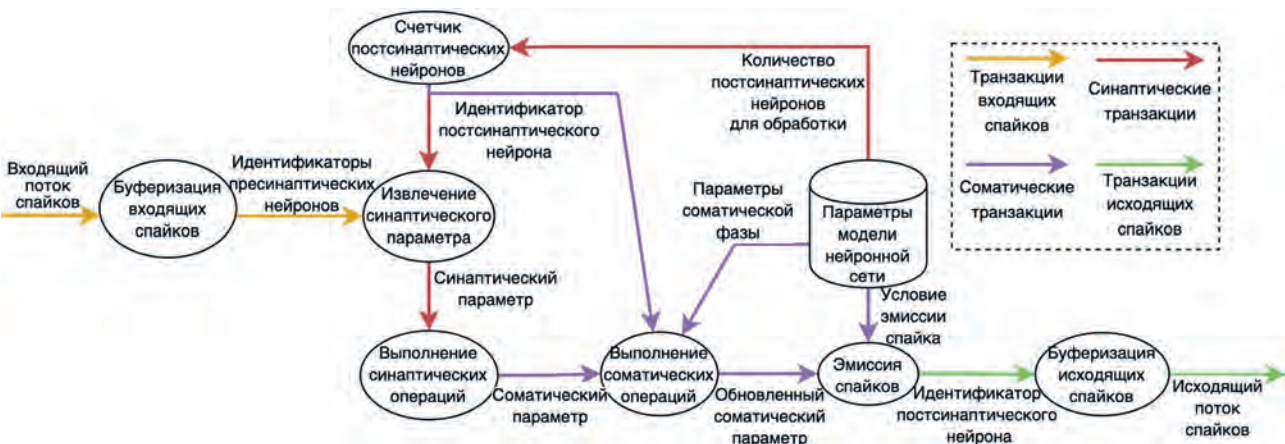 Счетчик
постсинаптических
нейронов
Количество
постсинаптических
нейронов
для обработки
Идентификатор
постсинаптического
нейрона
Входящий
поток
спайков
Буферизация
входящих
спайков
Идентификаторы
пресинаптических
нейронов
Извлечение
синаптического
параметра
Параметры
соматической
фазы
Параметры
модели
нейронной
сети
Синаптический
параметр
Условие
эмиссии
спайка
Выполнение
синаптических
операций
Соматический
параметр
Выполнение
соматических
операций
Обновленный
соматический
параметр
Эмиссия
спайков
Идентификатор
постсинаптического
нейрона
Буферизация
исходящих
спайков
Исходящий
поток
спайков
Транзакции
входящих
спайков
Синаптические
транзакции
Соматические
транзакции
Транзакции
исходящих
спайков